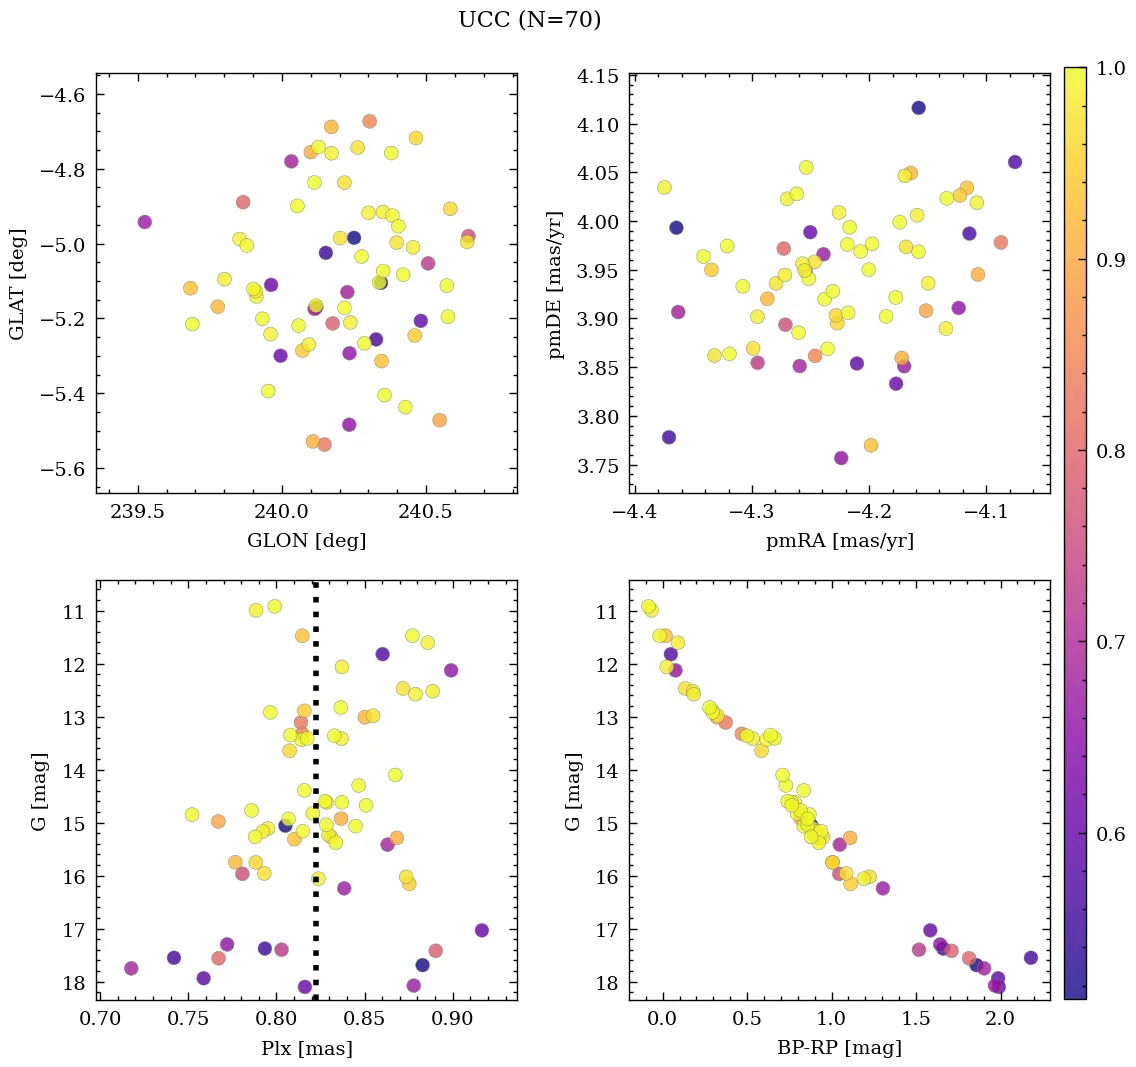 UCC (N=70)
−4.6
−4.8
−5.0
−5.2
−5.4
−5.6
GLAT [deg]
239.5 240.0 240.5
GLON [deg]
4.15
4.10
4.05
4.00
3.95
3.90
3.85
3.80
3.75
pmDE [mas/yr]
−4.4 −4.3 −4.2 −4.1
pmRA [mas/yr]
1.0
0.9
0.8
0.7
0.6
11
12
13
14
15
16
17
18
G [mag]
0.70 0.75 0.80 0.85 0.90
Plx [mas]
11
12
13
14
15
16
17
18
G [mag]
0.0 0.5 1.0 1.5 2.0
BP-RP [mag]